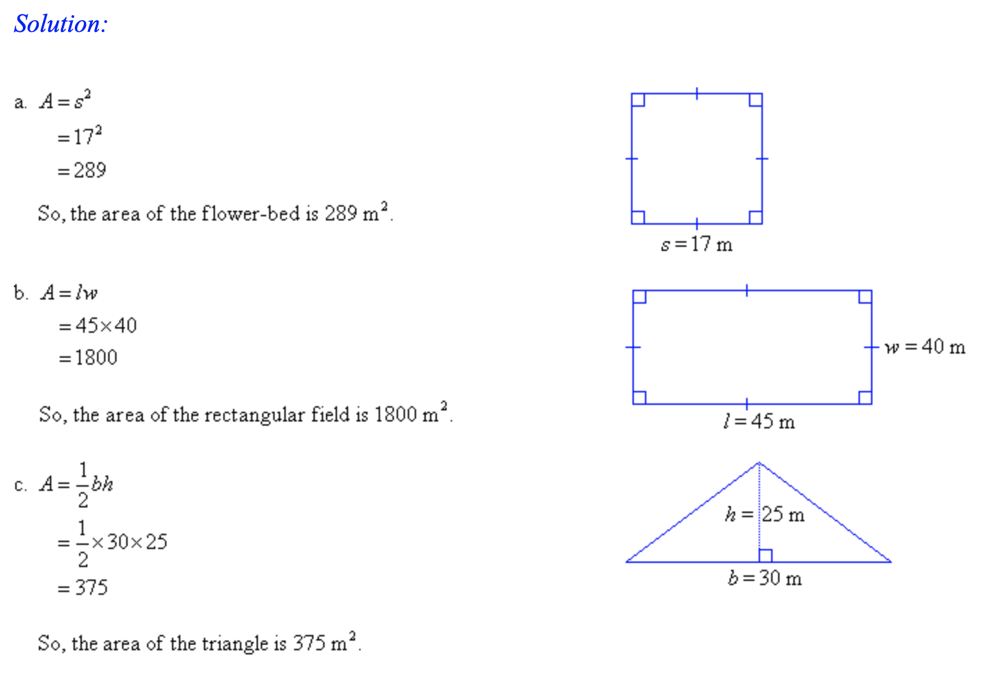 Solution:
a. A = s²
= 17²
= 289
So, the area of the flower-bed is 289 m².
s = 17 m
b. A = lw
= 45×40
= 1800
So, the area of the rectangular field is 1800 m².
w = 40 m
l = 45 m
c. A = 1/2 bh
= 1/2 × 30 × 25
= 375
So, the area of the triangle is 375 m².
h = 25 m
b = 30 m